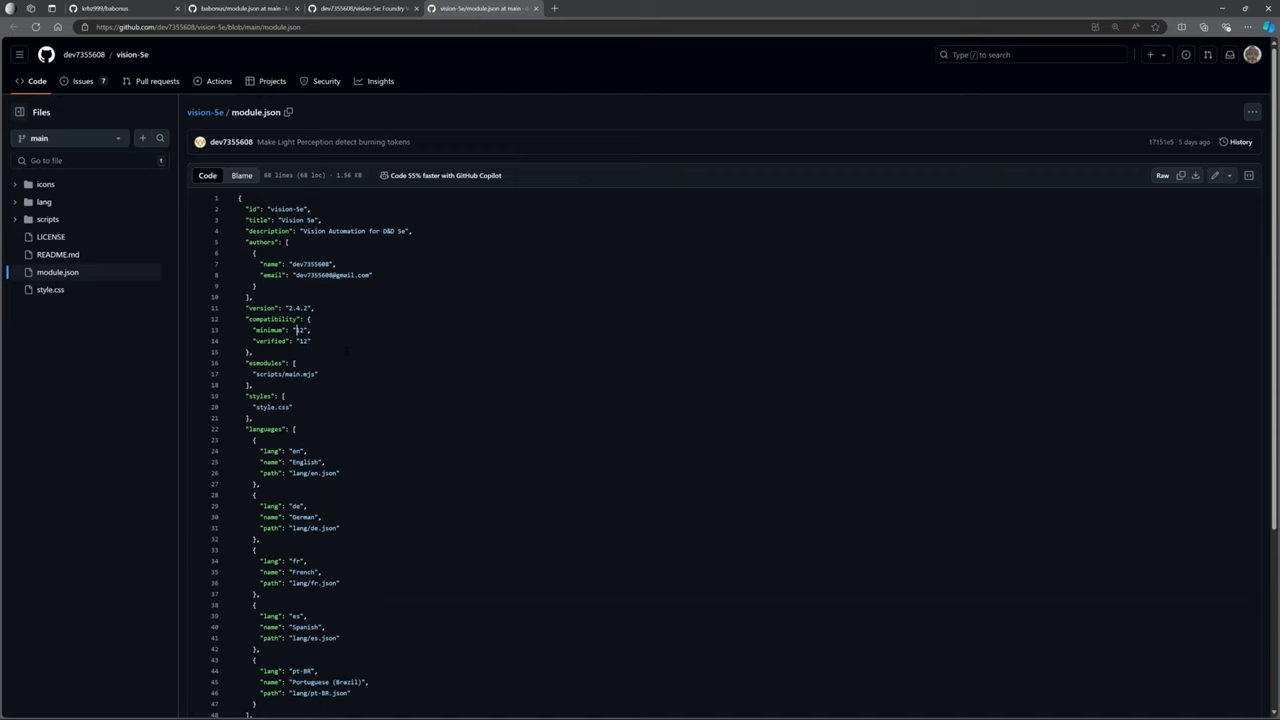 krbz999/babonus
babonus/module.json at main · k
dev7355608/vision-5e: Foundry V
vision-5e/module.json at main · d
https://github.com/dev7355608/vision-5e/blob/main/module.json
dev7355608 / vision-5e
Type / to search
Code
Issues 7
Pull requests
Actions
Projects
Security
Insights
Files
main
Go to file
t
icons
lang
scripts
LICENSE
README.md
module.json
style.css
vision-5e / module.json
dev7355608 Make Light Perception detect burning tokens
17151e5 · 5 days ago
History
Code
Blame
68 lines (68 loc) · 1.56 KB
Code 55% faster with GitHub Copilot
Raw
1 {
2 "id": "vision-5e",
3 "title": "Vision 5e",
4 "description": "Vision Automation for D&D 5e",
5 "authors": [
6 {
7 "name": "dev7355608",
8 "email": "dev7355608@gmail.com"
9 }
10 ],
11 "version": "2.4.2",
12 "compatibility": {
13 "minimum": "12",
14 "verified": "12"
15 },
16 "esmodules": [
17 "scripts/main.mjs"
18 ],
19 "styles": [
20 "style.css"
21 ],
22 "languages": [
23 {
24 "lang": "en",
25 "name": "English",
26 "path": "lang/en.json"
27 },
28 {
29 "lang": "de",
30 "name": "German",
31 "path": "lang/de.json"
32 },
33 {
34 "lang": "fr",
35 "name": "French",
36 "path": "lang/fr.json"
37 },
38 {
39 "lang": "es",
40 "name": "Spanish",
41 "path": "lang/es.json"
42 },
43 {
44 "lang": "pt-BR",
45 "name": "Portuguese (Brazil)",
46 "path": "lang/pt-BR.json"
47 }
48 ],